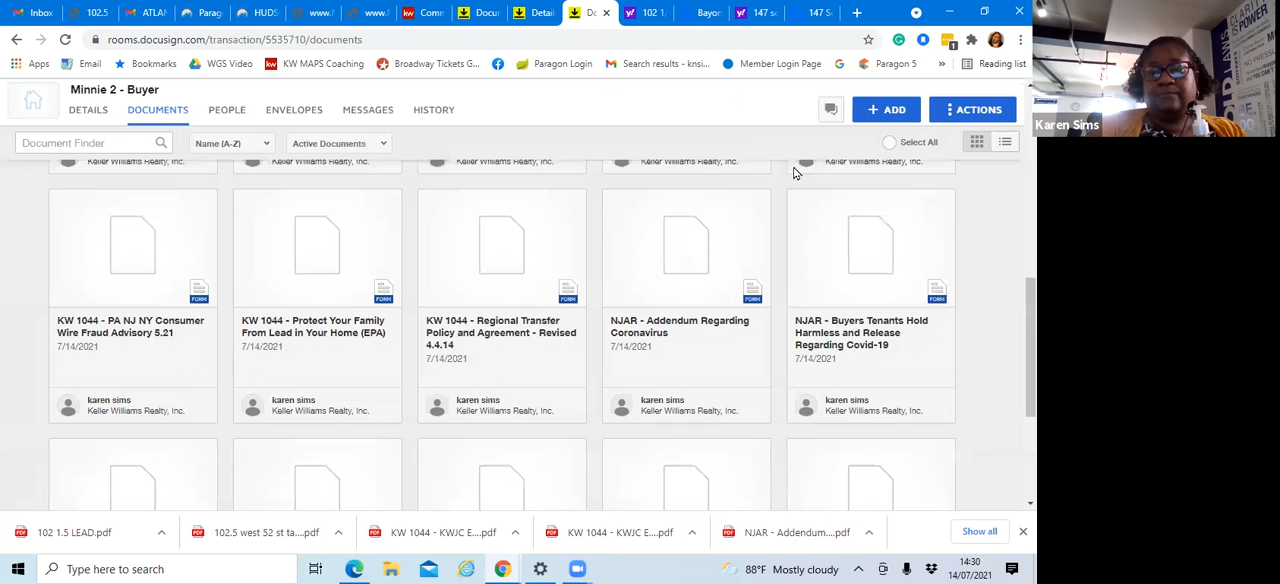 Inbox
102.5
ATLAN
Parag
HUDS
www.!
www.!
Comm
Docu
Detail
Do
102 1/
Bayon
147 se
147 S
rooms.docusign.com/transaction/5535710/documents
Apps
Email
Bookmarks
WGS Video
KW MAPS Coaching
Broadway Tickets G...
Paragon Login
Search results - knsi...
Member Login Page
Paragon 5
»
Reading list
Karen Sims
Minnie 2 - Buyer
DETAILS
DOCUMENTS
PEOPLE
ENVELOPES
MESSAGES
HISTORY
+ ADD
ACTIONS
Document Finder
Name (A-Z)
Active Documents
Select All
Keller Williams Realty, Inc.
Keller Williams Realty, Inc.
Keller Williams Realty, Inc.
Keller Williams Realty, Inc.
Keller Williams Realty, Inc.
FORM
FORM
FORM
FORM
FORM
KW 1044 - PA NJ NY Consumer
Wire Fraud Advisory 5.21
7/14/2021
KW 1044 - Protect Your Family
From Lead in Your Home (EPA)
7/14/2021
KW 1044 - Regional Transfer
Policy and Agreement - Revised
4.4.14
7/14/2021
NJAR - Addendum Regarding
Coronavirus
7/14/2021
NJAR - Buyers Tenants Hold
Harmless and Release
Regarding Covid-19
7/14/2021
karen sims
Keller Williams Realty, Inc.
karen sims
Keller Williams Realty, Inc.
karen sims
Keller Williams Realty, Inc.
karen sims
Keller Williams Realty, Inc.
karen sims
Keller Williams Realty, Inc.
102 1.5 LEAD.pdf
102.5 west 52 st ta....pdf
KW 1044 - KWJC E....pdf
KW 1044 - KWJC E....pdf
NJAR - Addendum....pdf
Show all
Type here to search
88°F Mostly cloudy
14:30
14/07/2021